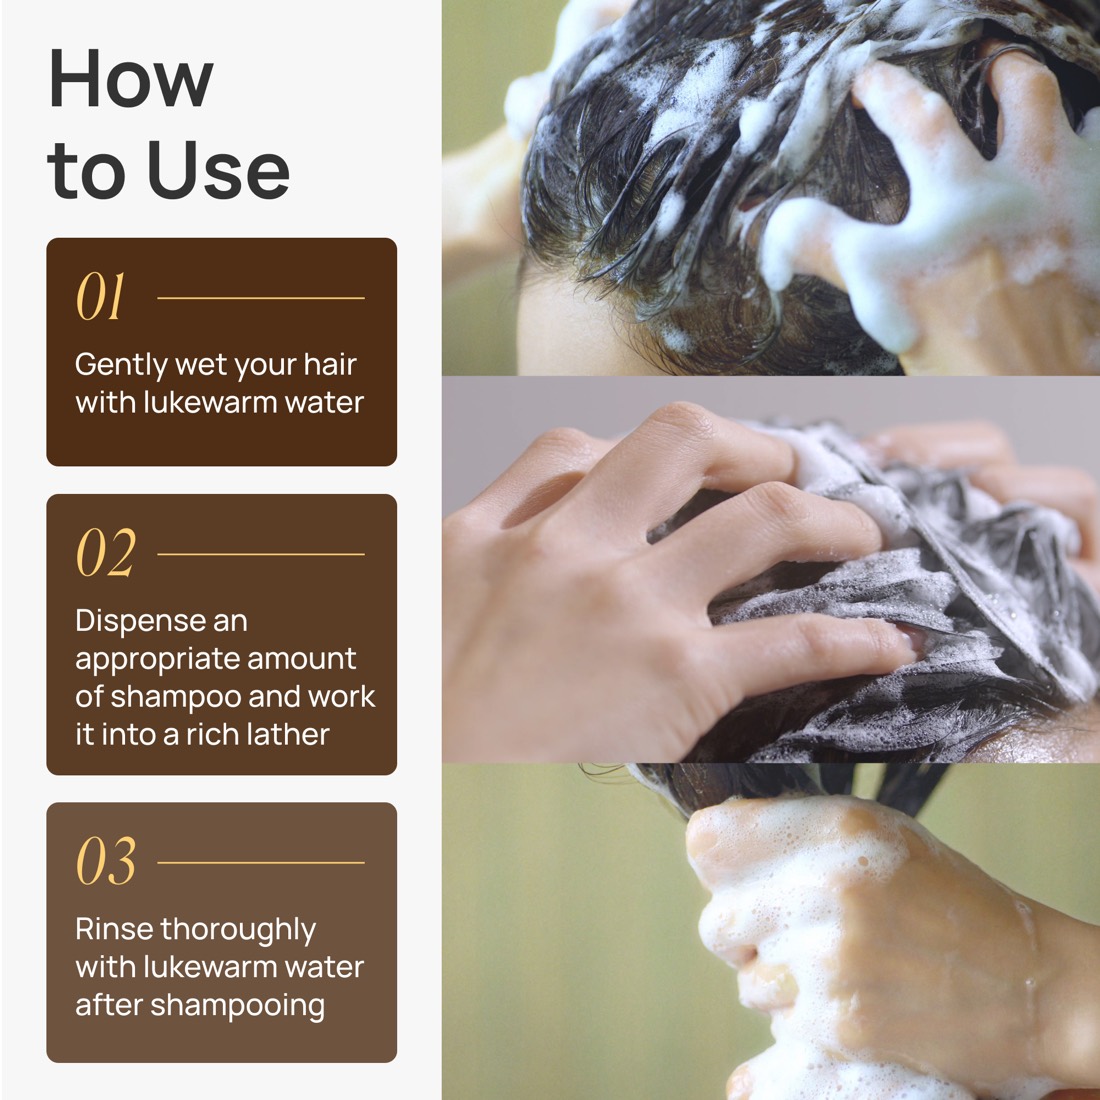 How
to Use
01
Gently wet your hair
with lukewarm water
02
Dispense an
appropriate amount
of shampoo and work
it into a rich lather
03
Rinse thoroughly
with lukewarm water
after shampooing